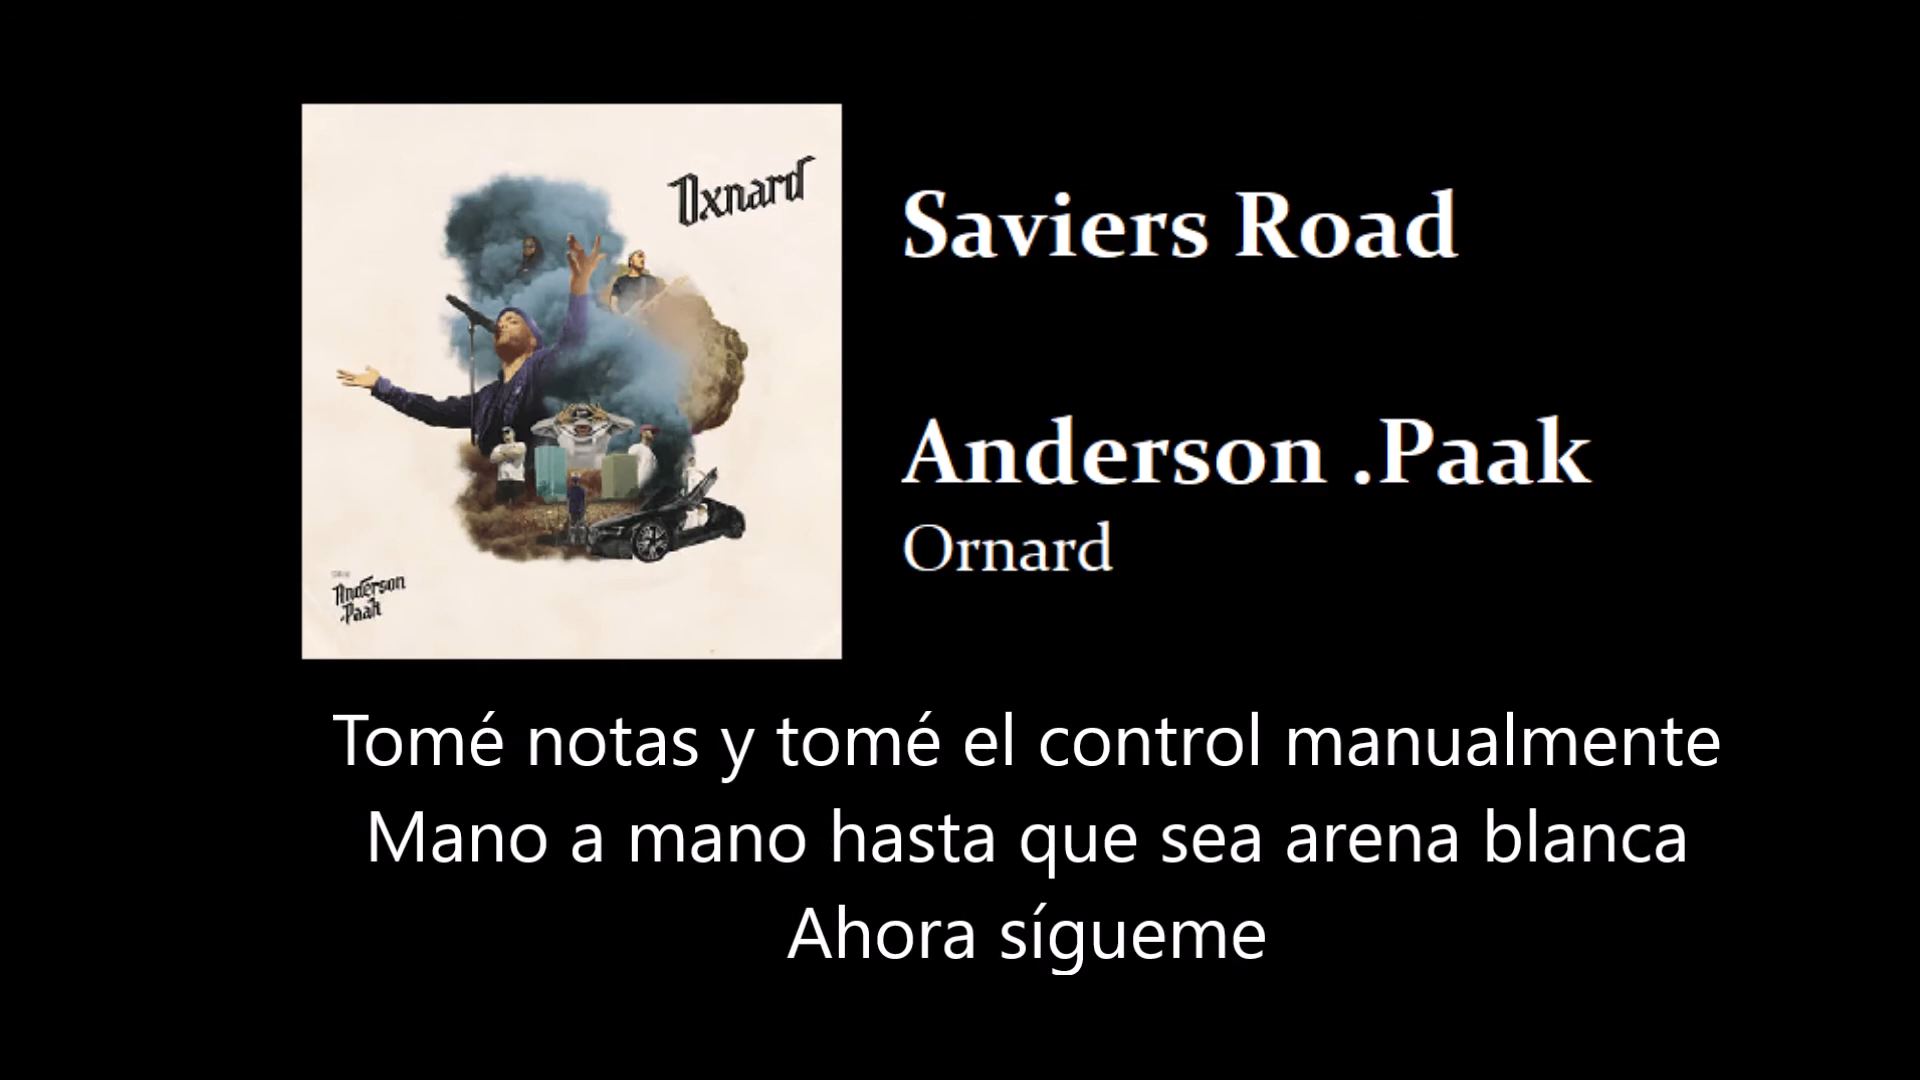 Oxnard
Saviers Road
Anderson .Paak
Ornard
Anderson
.Paak
Tomé notas y tomé el control manualmente
Mano a mano hasta que sea arena blanca
Ahora sígueme